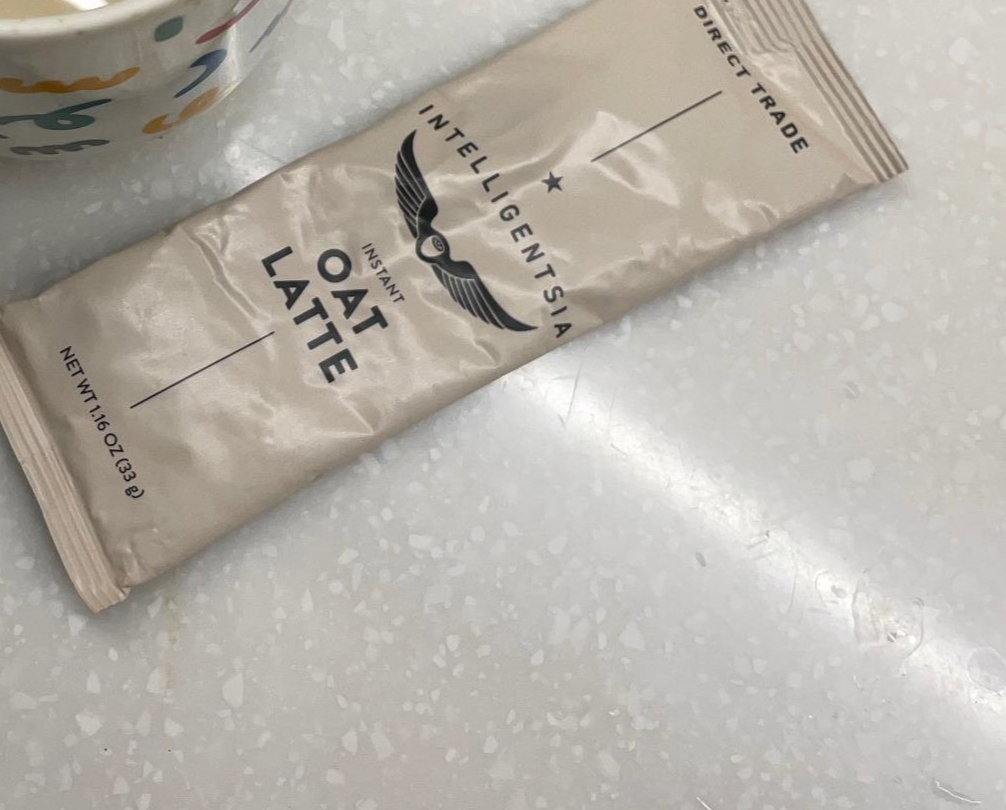 DIRECT TRADE
INTELLIGENTSIA
INSTANT
OAT
LATTE
NET WT 1.16 OZ (33 g)